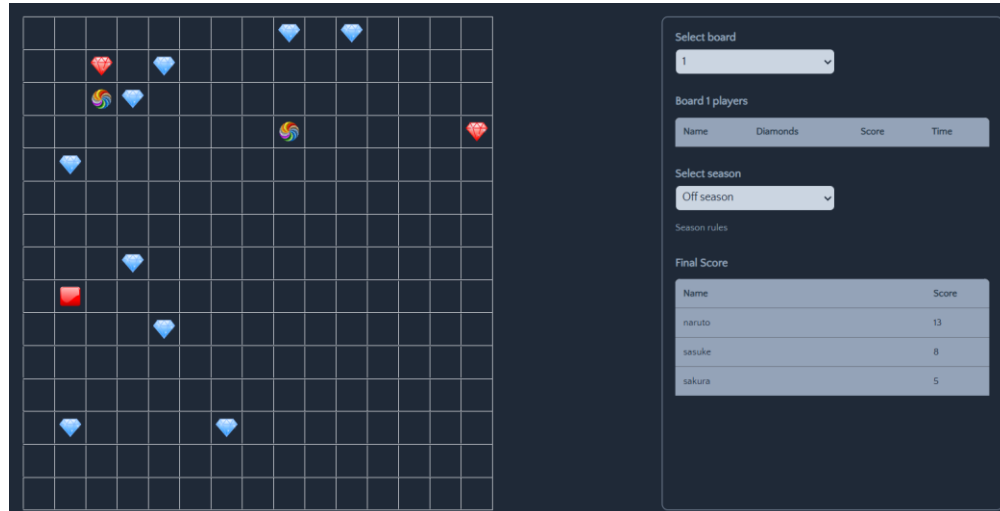 Select board
1
Board 1 players
Name Diamonds Score Time
Select season
Off season
Season rules
Final Score
Name Score
naruto 13
sasuke 8
sakura 5